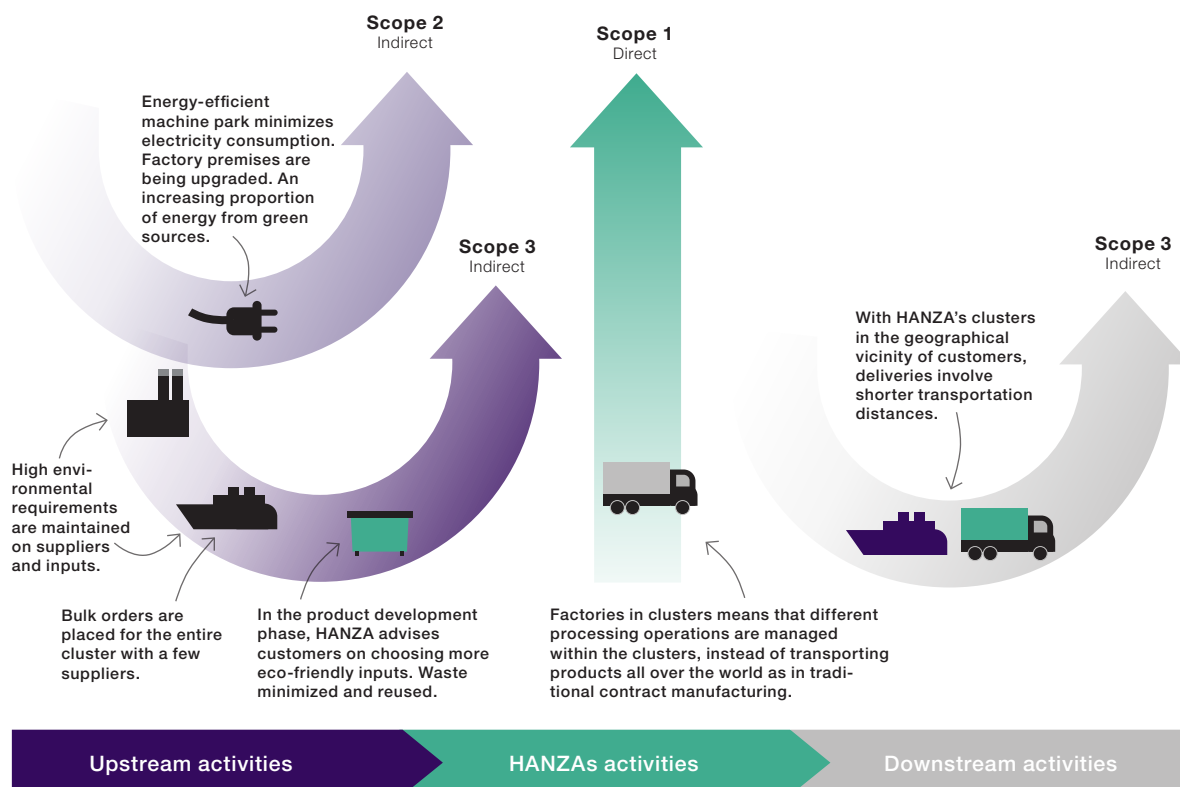 Scope 2
Indirect
Energy-efficient
machine park minimizes
electricity consumption.
Factory premises are
being upgraded. An
increasing proportion
of energy from green
sources.
Scope 3
Indirect
High envi-
ronmental
requirements
are maintained
on suppliers
and inputs.
Bulk orders are
placed for the entire
cluster with a few
suppliers.
In the product development
phase, HANZA advises
customers on choosing more
eco-friendly inputs. Waste
minimized and reused.
Scope 1
Direct
Factories in clusters means that different
processing operations are managed
within the clusters, instead of transporting
products all over the world as in tradi-
tional contract manufacturing.
Scope 3
Indirect
With HANZA’s clusters
in the geographical
vicinity of customers,
deliveries involve
shorter transportation
distances.
Upstream activities
HANZAs activities
Downstream activities